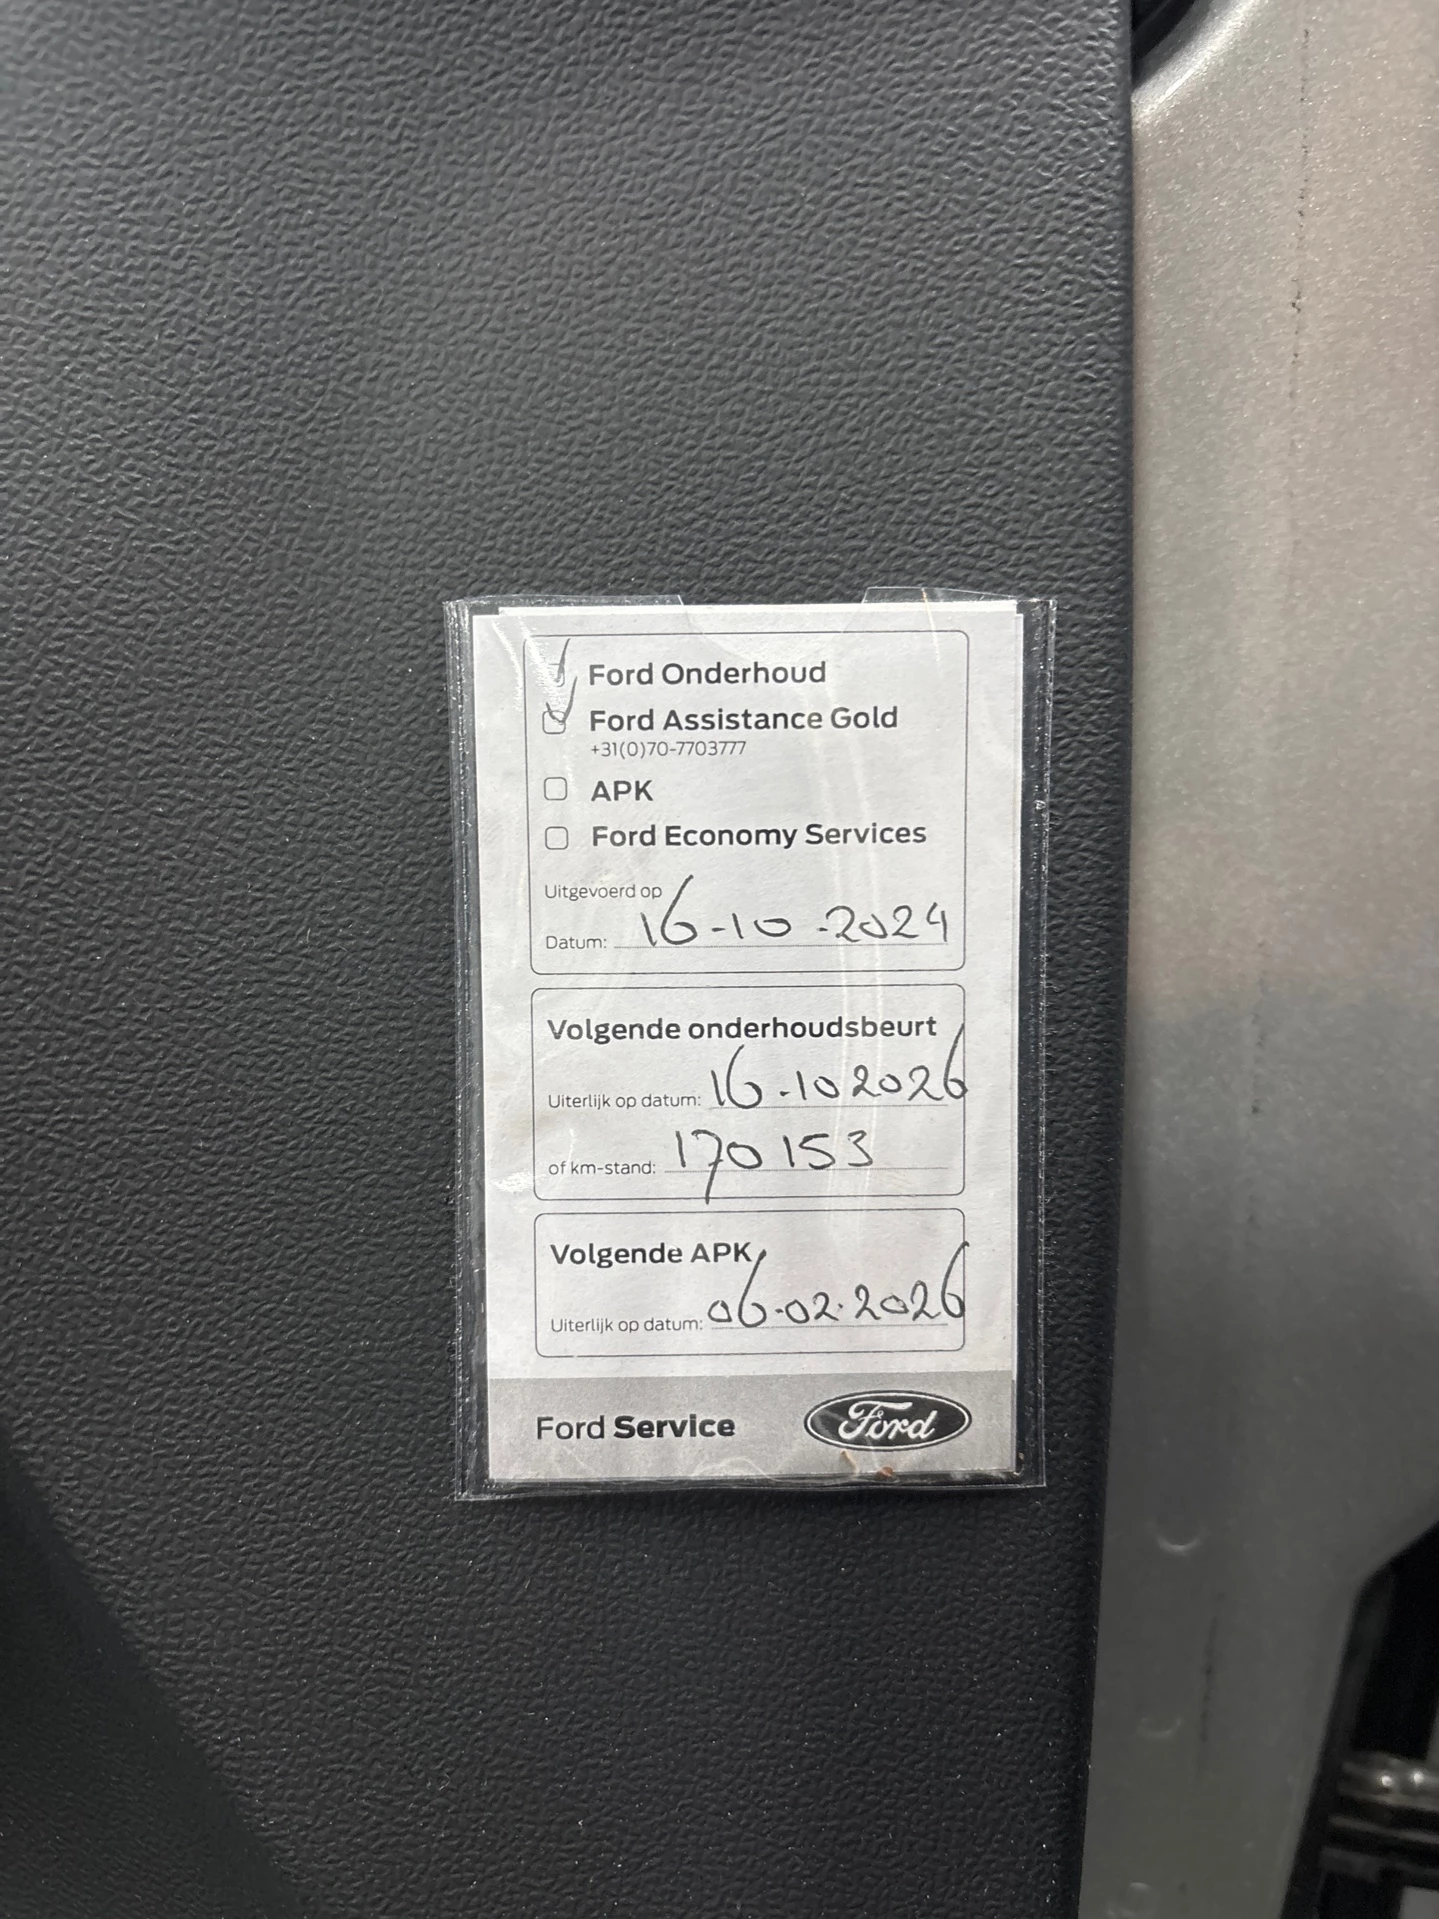 Ford Onderhoud
Ford Assistance Gold
+31(0)70-7703777
APK
Ford Economy Services
Uitgevoerd op
Datum: 16-10-2024
Volgende onderhoudsbeurt
Uiterlijk op datum: 16-10 2026
of km-stand: 170 153
Volgende APK
Uiterlijk op datum: 06-02-2026
Ford Service Ford